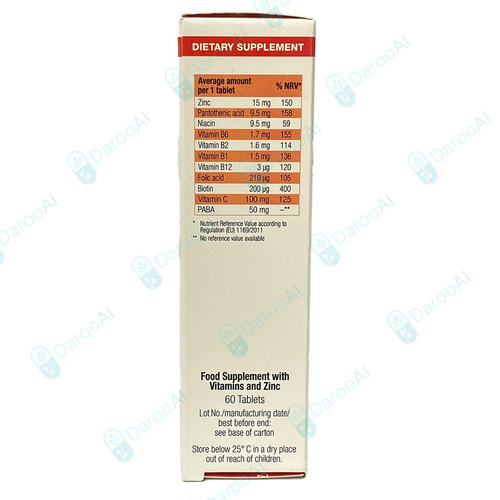 DIETARY SUPPLEMENT
Average amount per 1 tablet % NRV*
Zinc 15 mg 150
Pantothenic acid 9.5 mg 158
Niacin 9.5 mg 59
Vitamin B6 1.7 mg 155
Vitamin B2 1.6 mg 114
Vitamin B1 1.5 mg 136
Vitamin B12 3 µg 120
Folic acid 210 µg 105
Biotin 200 µg 400
Vitamin C 100 mg 125
PABA 50 mg –**
* Nutrient Reference Value according to
Regulation (EU) 1169/2011
** No reference value available
Food Supplement with
Vitamins and Zinc
60 Tablets
Lot No./manufacturing date/
best before end:
see base of carton
Store below 25° C in a dry place
out of reach of children.
DarooAI